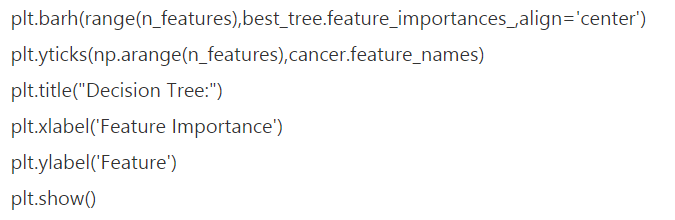 plt.barh(range(n_features),best_tree.feature_importances_,align='center')
plt.yticks(np.arange(n_features),cancer.feature_names)
plt.title("Decision Tree:")
plt.xlabel('Feature Importance')
plt.ylabel('Feature')
plt.show()